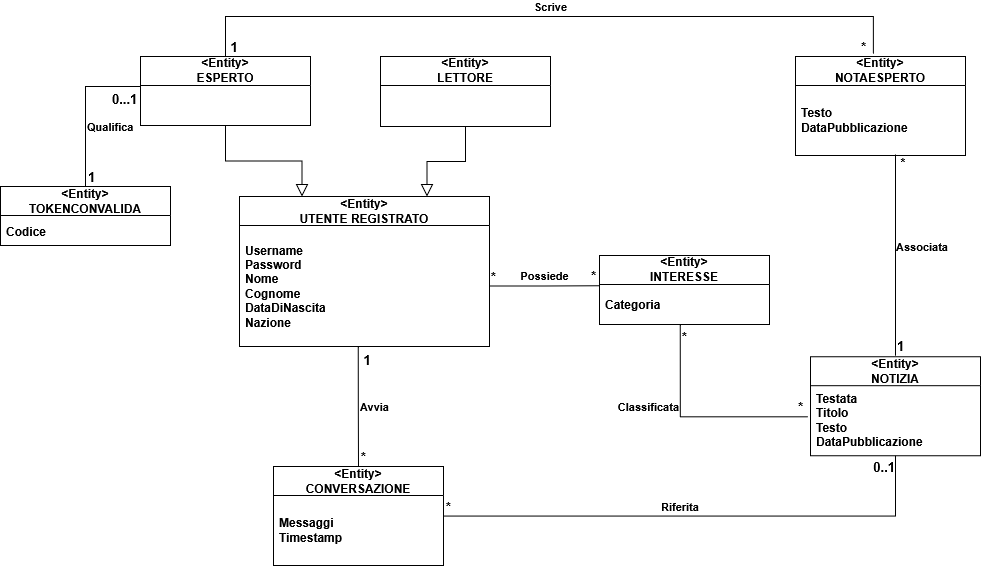 Scrive
1
*
<Entity>
ESPERTO
<Entity>
LETTORE
<Entity>
NOTAESPERTO
Testo
DataPubblicazione
0...1
Qualifica
1
*
<Entity>
TOKENCONVALIDA
Codice
<Entity>
UTENTE REGISTRATO
Username
Password
Nome
Cognome
DataDiNascita
Nazione
* Possiede *
<Entity>
INTERESSE
Categoria
Associata
*
1
1
<Entity>
NOTIZIA
Testata
Titolo
Testo
DataPubblicazione
Classificata
*
Avvia
*
0..1
<Entity>
CONVERSAZIONE
Messaggi
Timestamp
*
Riferita